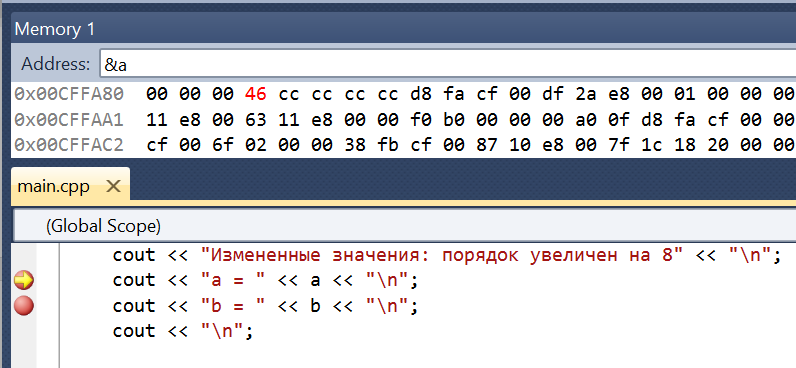 Memory 1
Address: &a
0x00CFFA80 00 00 00 46 cc cc cc cc d8 fa cf 00 df 2a e8 00 01 00 00 00
0x00CFFAA1 11 e8 00 63 11 e8 00 00 f0 b0 00 00 00 a0 0f d8 fa cf 00 00
0x00CFFAC2 cf 00 6f 02 00 00 38 fb cf 00 87 10 e8 00 7f 1c 18 20 00 00
main.cpp
(Global Scope)
cout << "Измененные значения: порядок увеличен на 8" << "\n";
cout << "a = " << a << "\n";
cout << "b = " << b << "\n";
cout << "\n";